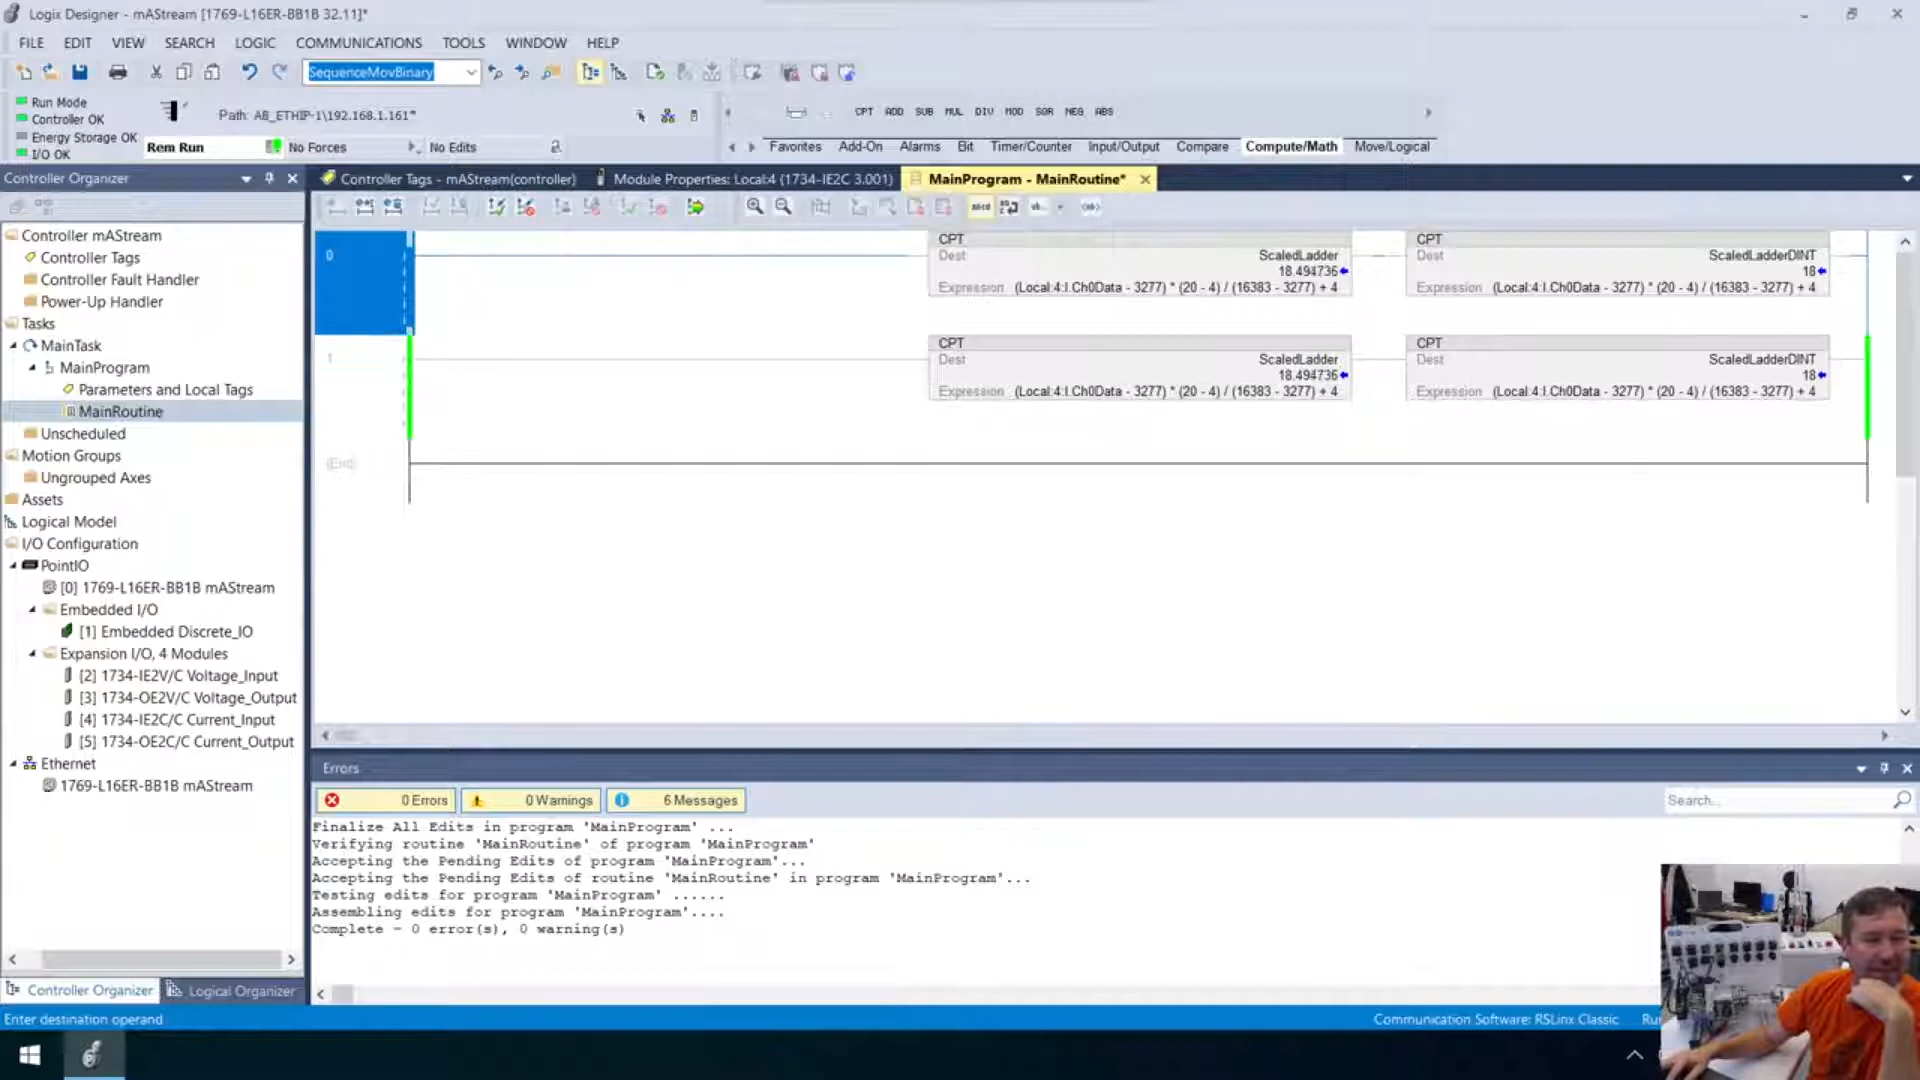 Logix Designer - mAStream [1769-L16ER-BB1B 32.11]*
FILE EDIT VIEW SEARCH LOGIC COMMUNICATIONS TOOLS WINDOW HELP
SequenceMovBinary
Run Mode
Controller OK
Energy Storage OK
I/O OK
Path: AB_ETHIP-1\192.168.1.161*
Rem Run No Forces No Edits
CPT ADD SUB MUL DIV MOD SQR NEG ABS
Favorites Add-On Alarms Bit Timer/Counter Input/Output Compare Compute/Math Move/Logical
Controller Organizer
Controller Tags - mAStream(controller) Module Properties: Local:4 (1734-IE2C 3.001) MainProgram - MainRoutine*
Controller mAStream
Controller Tags
Controller Fault Handler
Power-Up Handler
Tasks
MainTask
MainProgram
Parameters and Local Tags
MainRoutine
Unscheduled
Motion Groups
Ungrouped Axes
Assets
Logical Model
I/O Configuration
PointIO
[0] 1769-L16ER-BB1B mAStream
Embedded I/O
[1] Embedded Discrete_IO
Expansion I/O, 4 Modules
[2] 1734-IE2V/C Voltage_Input
[3] 1734-OE2V/C Voltage_Output
[4] 1734-IE2C/C Current_Input
[5] 1734-OE2C/C Current_Output
Ethernet
1769-L16ER-BB1B mAStream
Controller Organizer Logical Organizer
0
CPT
Dest ScaledLadder
18.494736
Expression (Local:4:I.Ch0Data - 3277) * (20 - 4) / (16383 - 3277) + 4
CPT
Dest ScaledLadderDINT
18
Expression (Local:4:I.Ch0Data - 3277) * (20 - 4) / (16383 - 3277) + 4
1
CPT
Dest ScaledLadder
18.494736
Expression (Local:4:I.Ch0Data - 3277) * (20 - 4) / (16383 - 3277) + 4
CPT
Dest ScaledLadderDINT
18
Expression (Local:4:I.Ch0Data - 3277) * (20 - 4) / (16383 - 3277) + 4
(End)
Errors
0 Errors 0 Warnings 6 Messages
Search...
Finalize All Edits in program 'MainProgram' ...
Verifying routine 'MainRoutine' of program 'MainProgram'
Accepting the Pending Edits of program 'MainProgram'...
Accepting the Pending Edits of routine 'MainRoutine' in program 'MainProgram'...
Testing edits for program 'MainProgram' ......
Assembling edits for program 'MainProgram'....
Complete - 0 error(s), 0 warning(s)
Enter destination operand
Communication Software: RSLinx Classic